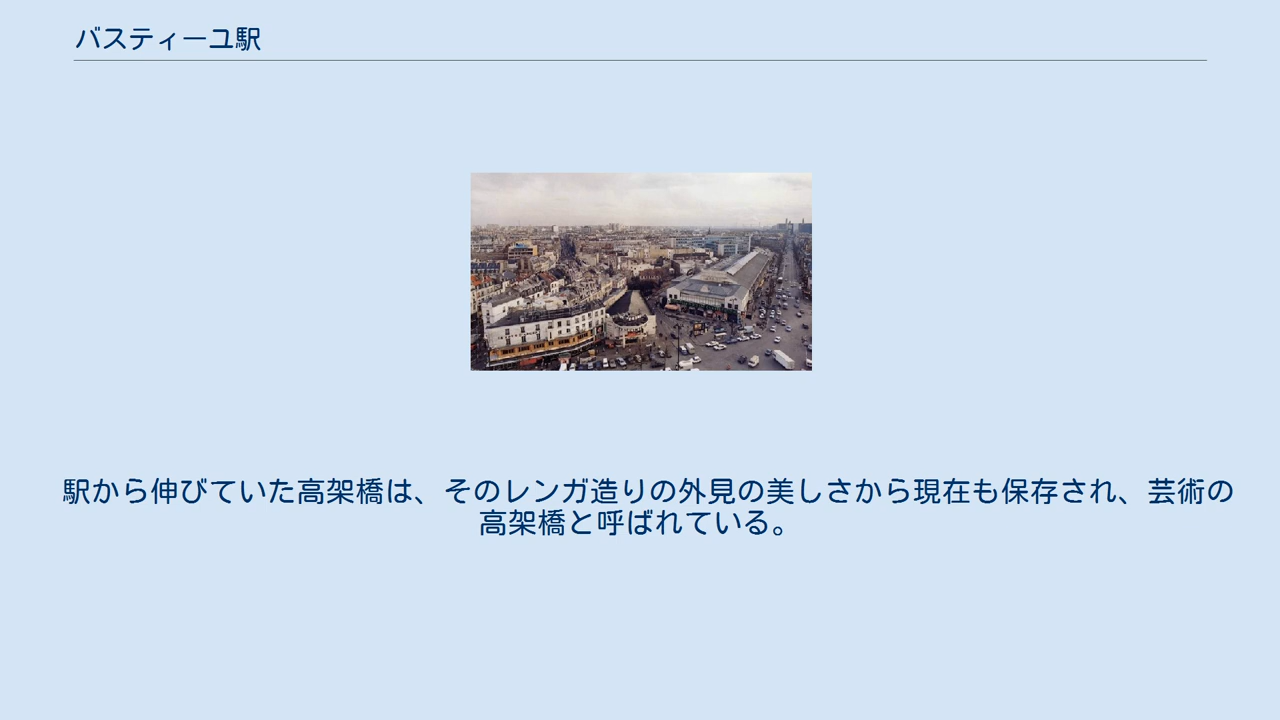 バスティーユ駅
駅から伸びていた高架橋は、そのレンガ造りの外見の美しさから現在も保存され、芸術の
高架橋と呼ばれている。